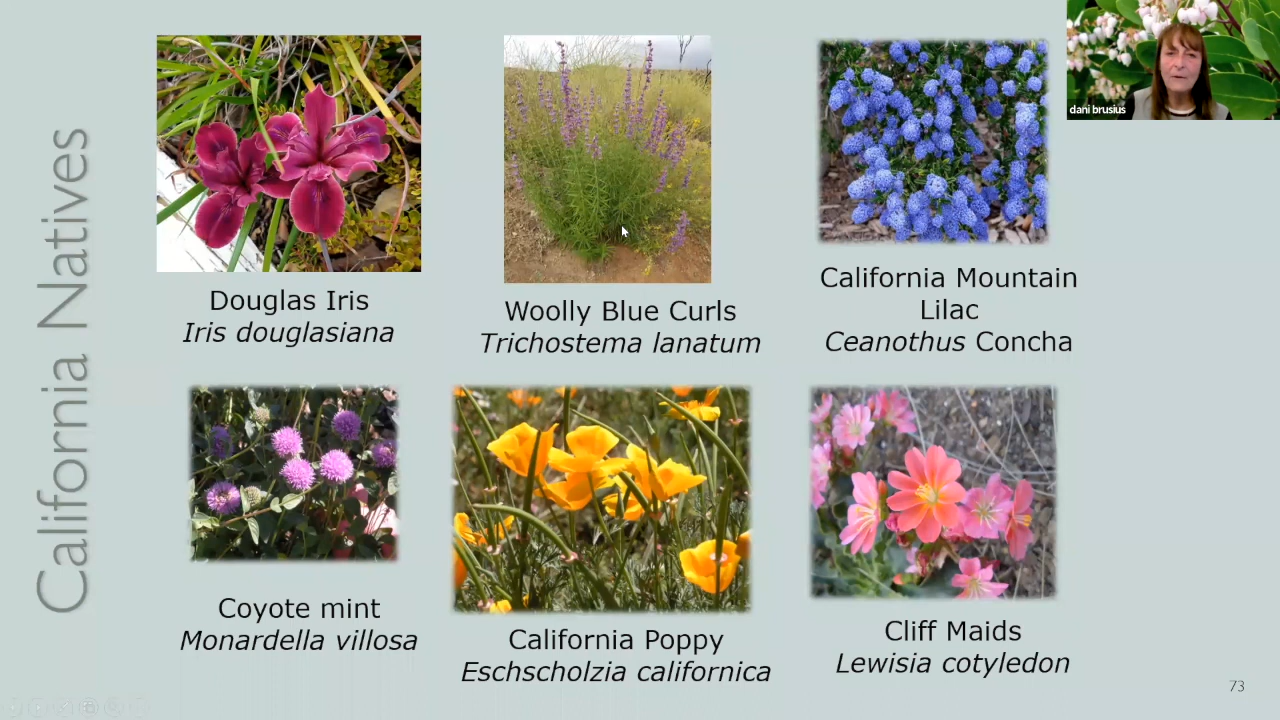 California Natives
dani brusius
Douglas Iris
Iris douglasiana
Woolly Blue Curls
Trichostema lanatum
California Mountain
Lilac
Ceanothus Concha
Coyote mint
Monardella villosa
California Poppy
Eschscholzia californica
Cliff Maids
Lewisia cotyledon
73